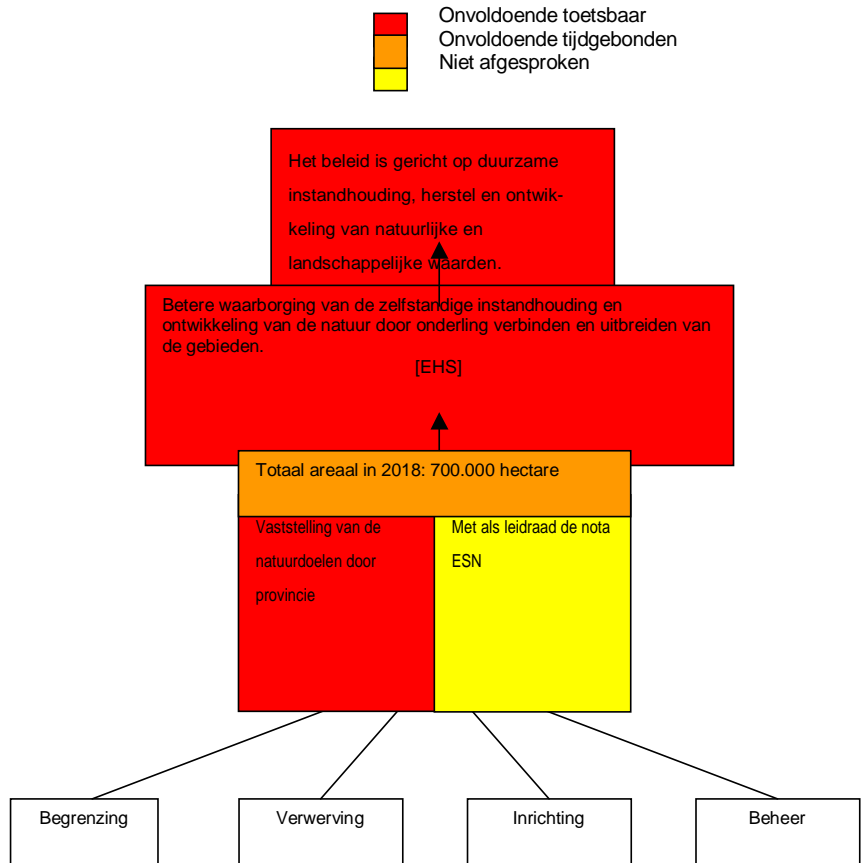 Onvoldoende toetsbaar
Onvoldoende tijdgebonden
Niet afgesproken
Het beleid is gericht op duurzame
instandhouding, herstel en ontwik-
keling van natuurlijke en
landschappelijke waarden.
Betere waarborging van de zelfstandige instandhouding en
ontwikkeling van de natuur door onderling verbinden en uitbreiden van
de gebieden.
[EHS]
Totaal areaal in 2018: 700.000 hectare
Vaststelling van de
natuurdoelen door
provincie
Met als leidraad de nota
ESN
Begrenzing
Verwerving
Inrichting
Beheer